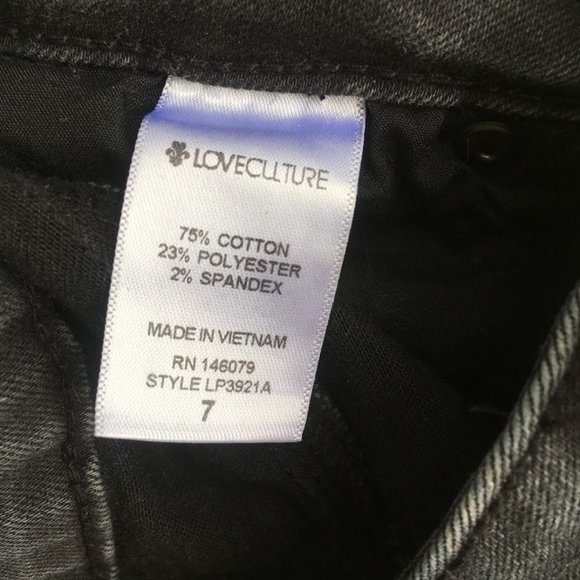 LOVECULTURE
75% COTTON
23% POLYESTER
2% SPANDEX
MADE IN VIETNAM
RN 146079
STYLE LP3921A
7